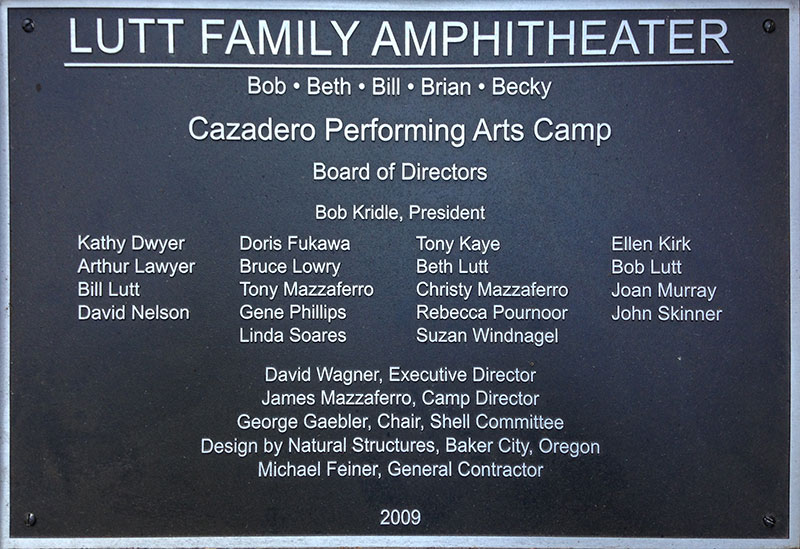 LUTT FAMILY AMPHITHEATER
Bob • Beth • Bill • Brian • Becky
Cazadero Performing Arts Camp
Board of Directors
Bob Kridle, President
Kathy Dwyer Doris Fukawa Tony Kaye Ellen Kirk
Arthur Lawyer Bruce Lowry Beth Lutt Bob Lutt
Bill Lutt Tony Mazzaferro Christy Mazzaferro Joan Murray
David Nelson Gene Phillips Rebecca Pournoor John Skinner
Linda Soares Suzan Windnagel
David Wagner, Executive Director
James Mazzaferro, Camp Director
George Gaebler, Chair, Shell Committee
Design by Natural Structures, Baker City, Oregon
Michael Feiner, General Contractor
2009